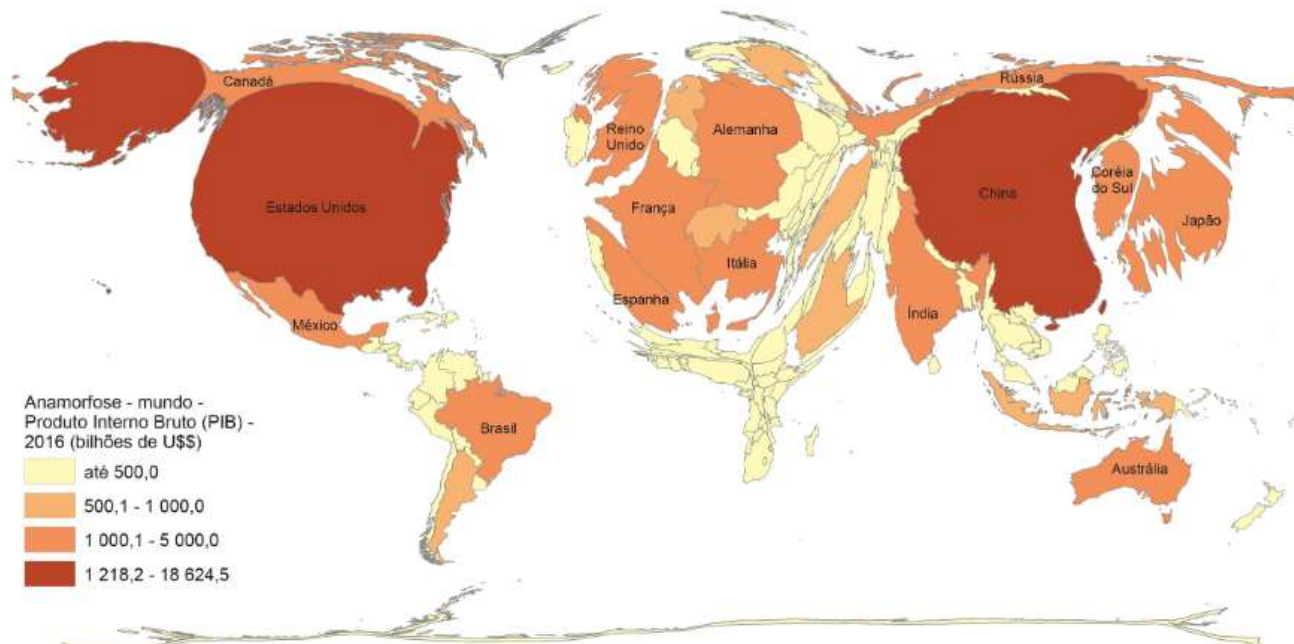 Canadá
Rússia
Reino
Unido
Alemanha
Estados Unidos
França
China
Coréia
do Sul
Japão
Itália
Espanha
México
Índia
Brasil
Austrália
Anamorfose - mundo -
Produto Interno Bruto (PIB) -
2016 (bilhões de U$$)
até 500,0
500,1 - 1 000,0
1 000,1 - 5 000,0
1 218,2 - 18 624,5